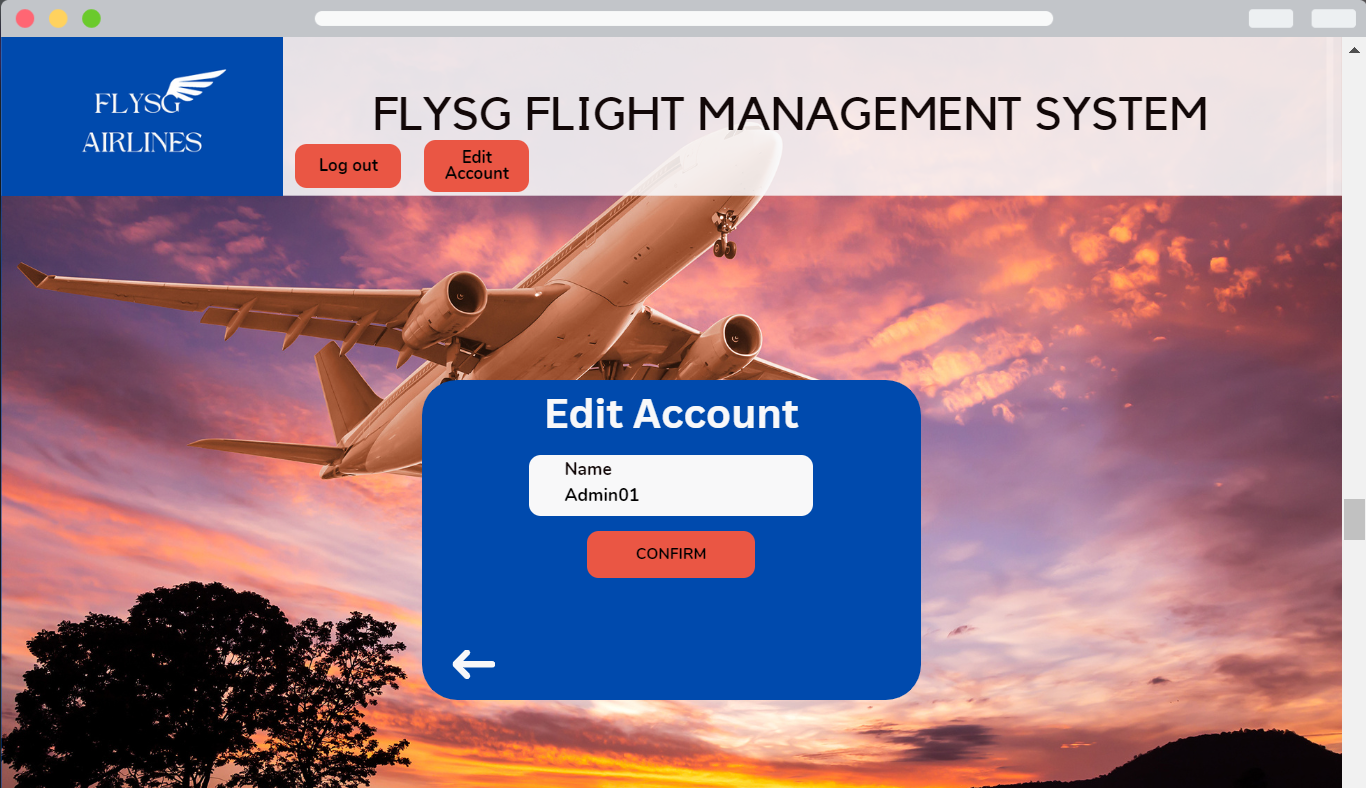 FLYSG
AIRLINES
FLYSG FLIGHT MANAGEMENT SYSTEM
Log out
Edit
Account
Edit Account
Name
Admin01
CONFIRM